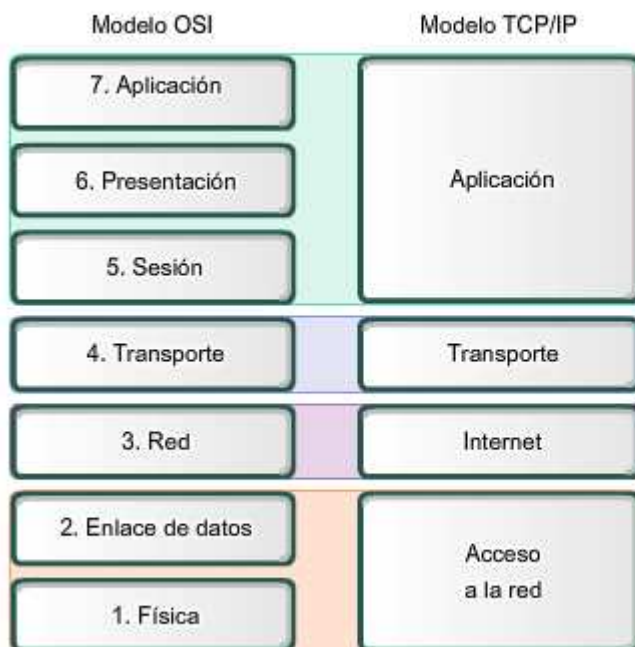 Modelo OSI
Modelo TCP/IP
7. Aplicación
6. Presentación
5. Sesión
Aplicación
4. Transporte
Transporte
3. Red
Internet
2. Enlace de datos
1. Física
Acceso
a la red